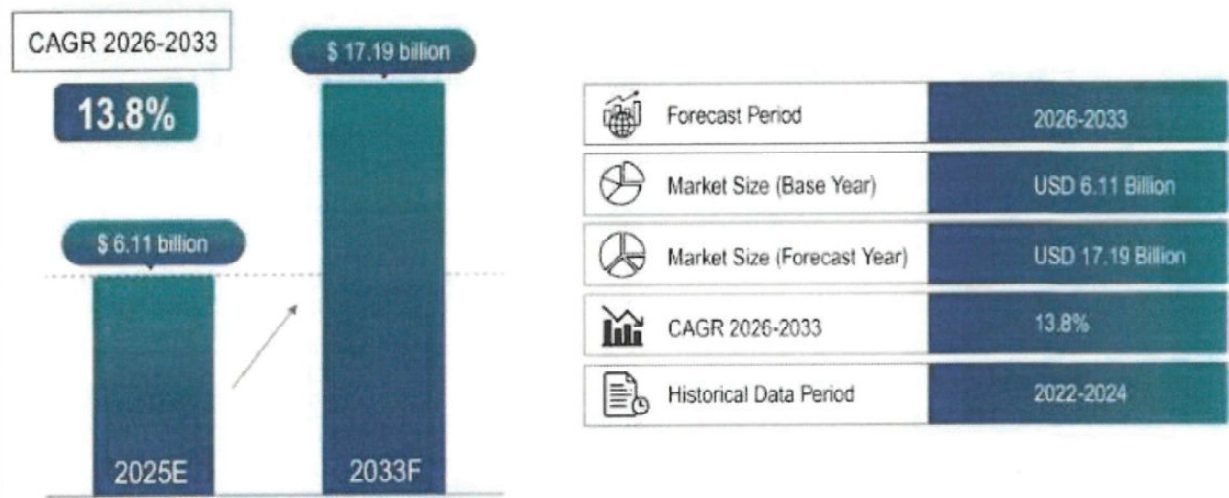 CAGR 2026-2033
13.8%
$ 17.19 billion
$ 6.11 billion
2025E
2033F
Forecast Period
2026-2033
Market Size (Base Year)
USD 6.11 Billion
Market Size (Forecast Year)
USD 17.19 Billion
CAGR 2026-2033
13.8%
Historical Data Period
2022-2024